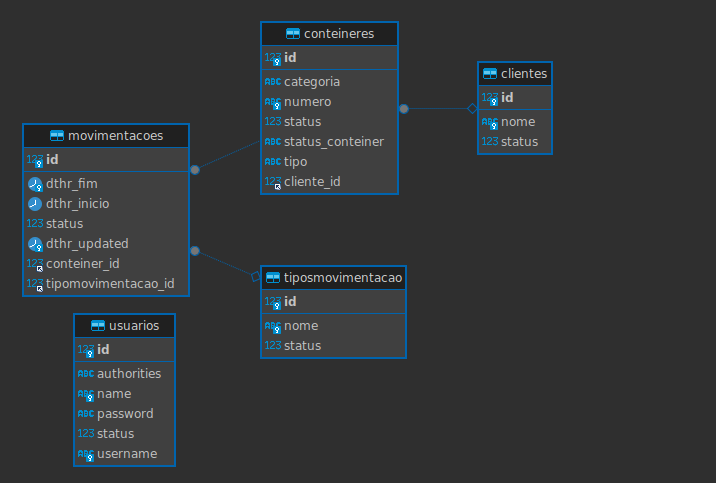 conteineres
123 id
ABC categoria
ABC numero
123 status
ABC status_conteiner
ABC tipo
123 cliente_id
clientes
123 id
ABC nome
123 status
movimentacoes
123 id
dthr_fim
dthr_inicio
123 status
dthr_updated
123 conteiner_id
123 tipomovimentacao_id
tiposmovimentacao
123 id
ABC nome
123 status
usuarios
123 id
ABC authorities
ABC name
ABC password
123 status
ABC username